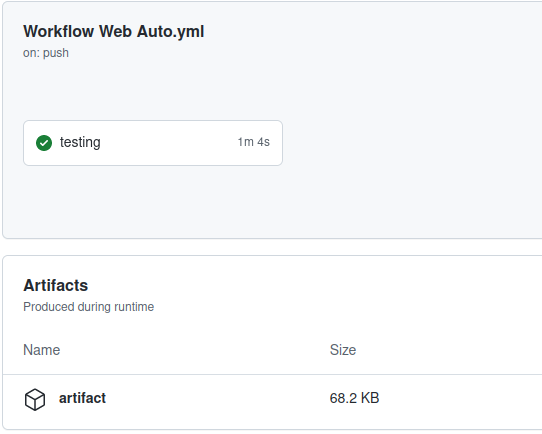 Workflow Web Auto.yml
on: push
testing 1m 4s
Artifacts
Produced during runtime
Name Size
artifact 68.2 KB